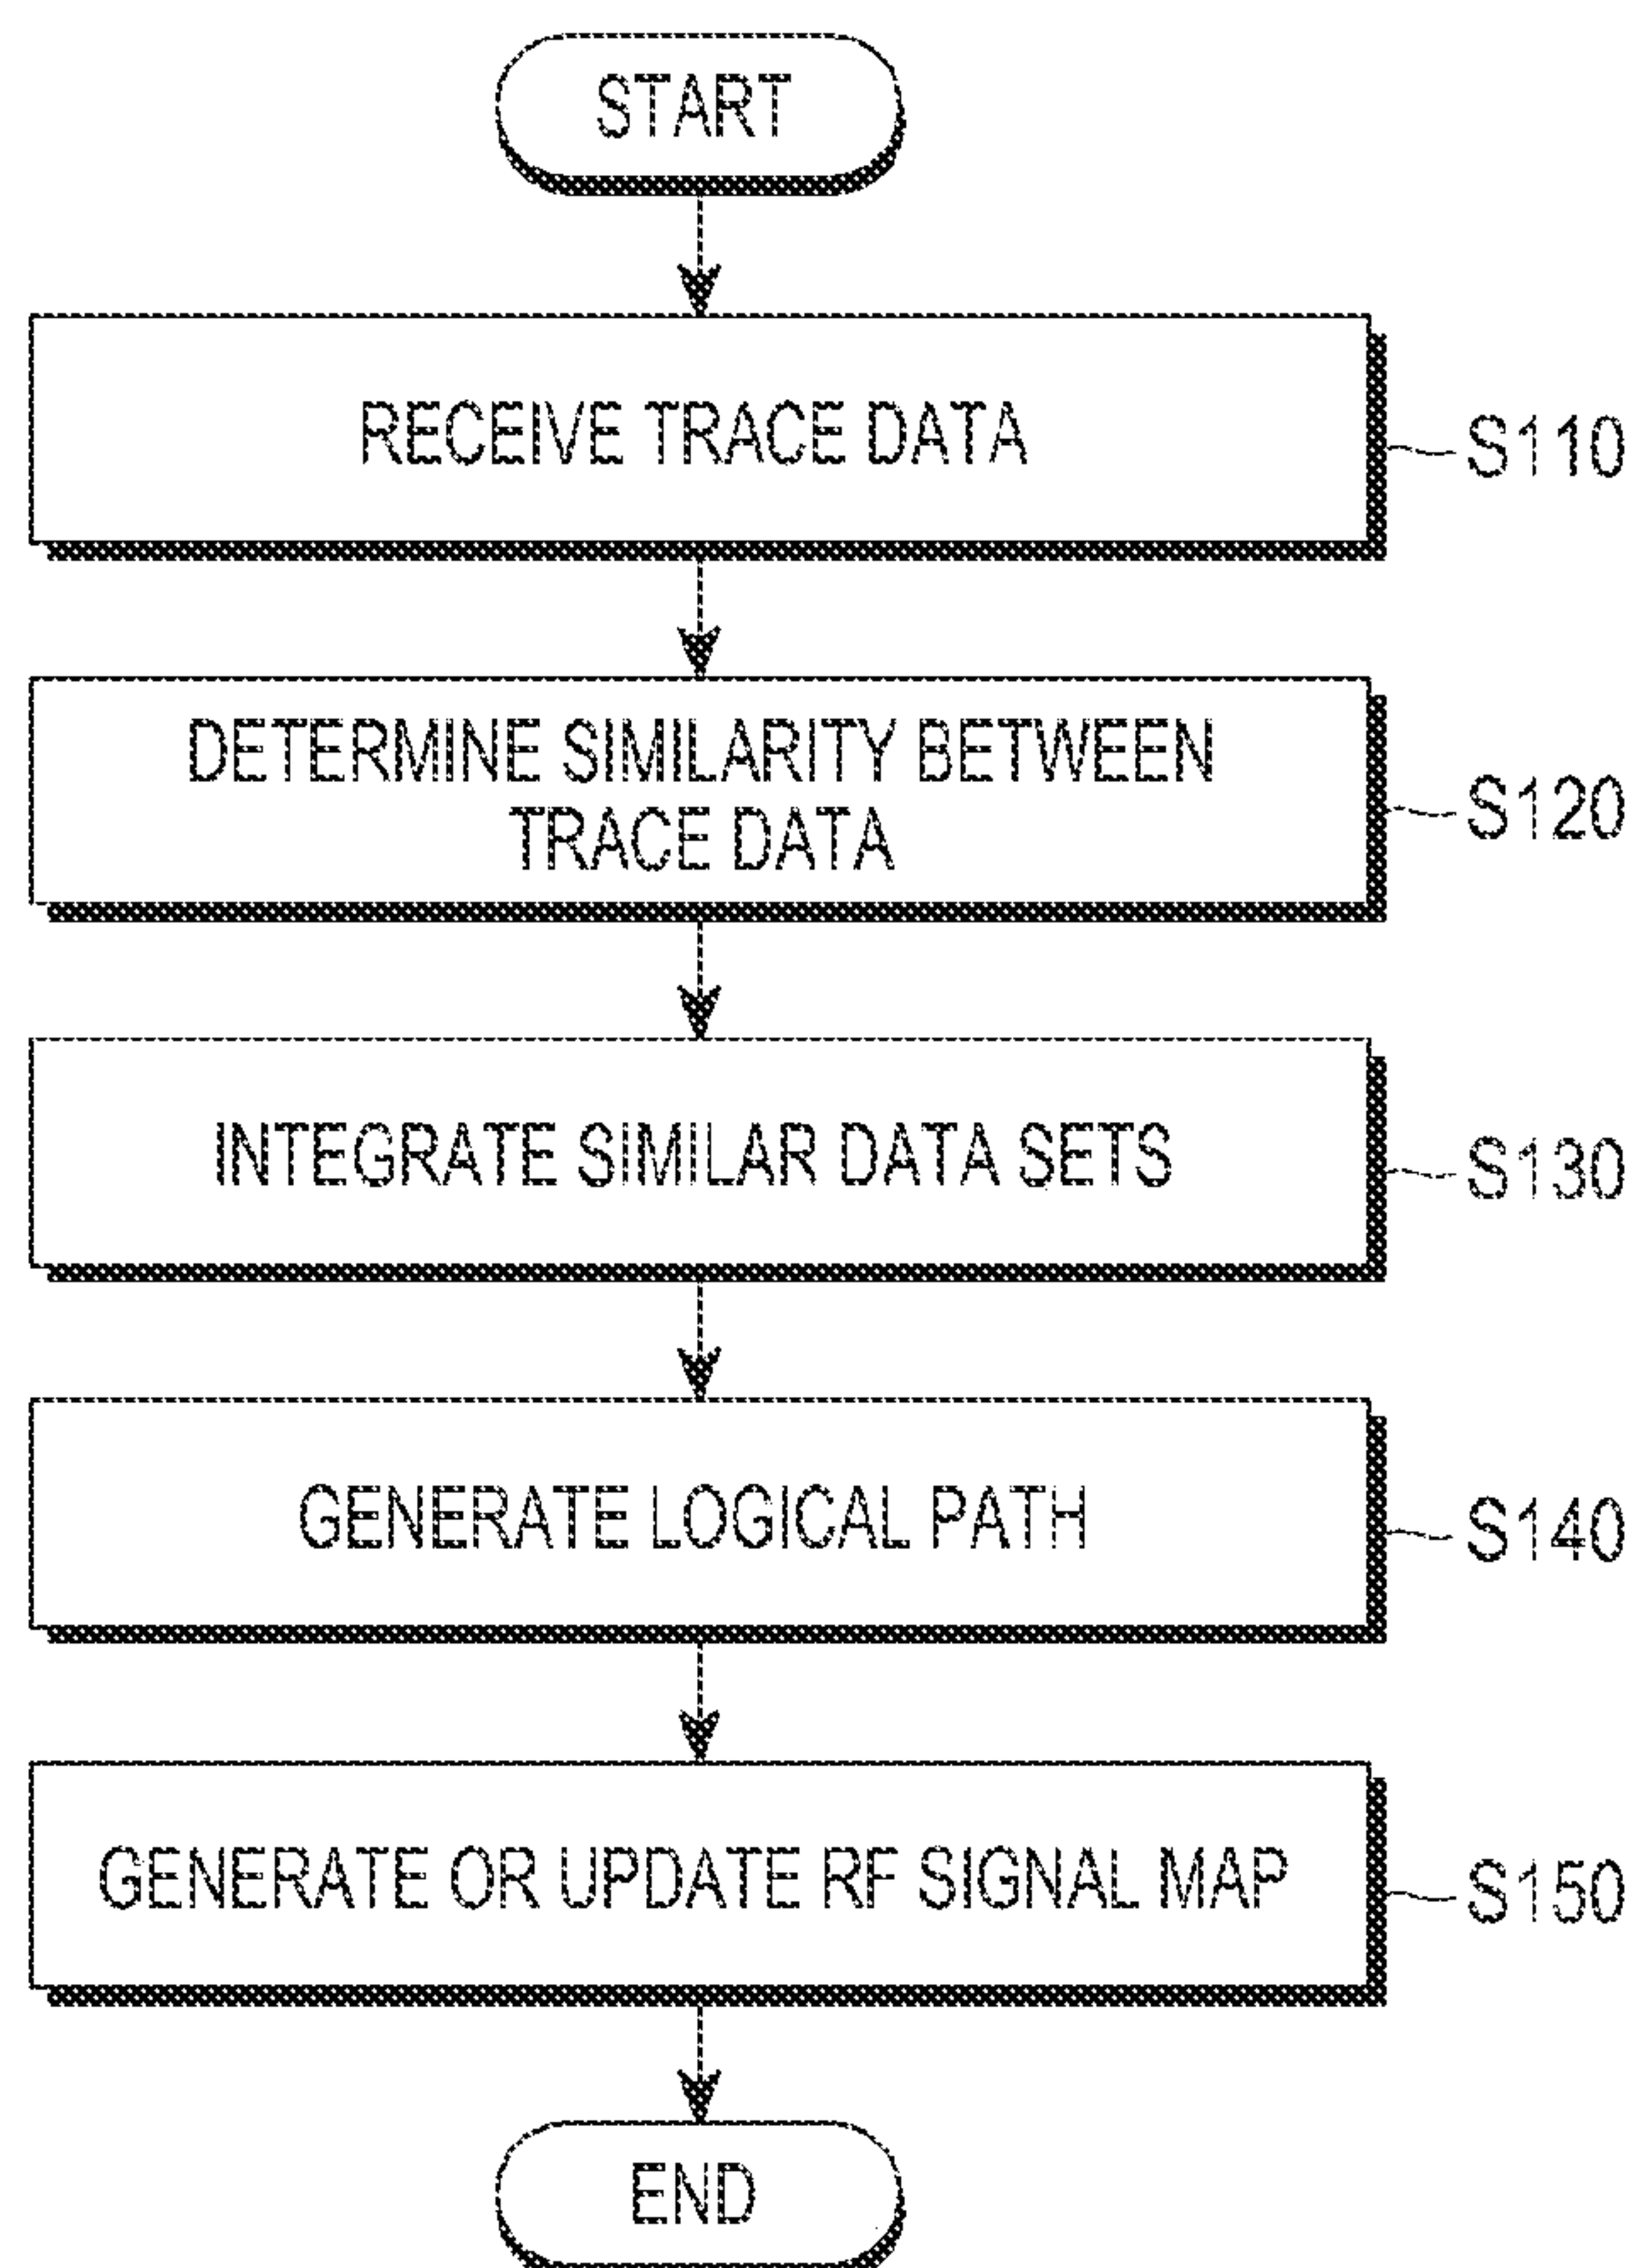 START
RECEIVE TRACE DATA
S110
DETERMINE SIMILARITY BETWEEN
TRACE DATA
S120
INTEGRATE SIMILAR DATA SETS
S130
GENERATE LOGICAL PATH
S140
GENERATE OR UPDATE RF SIGNAL MAP
S150
END